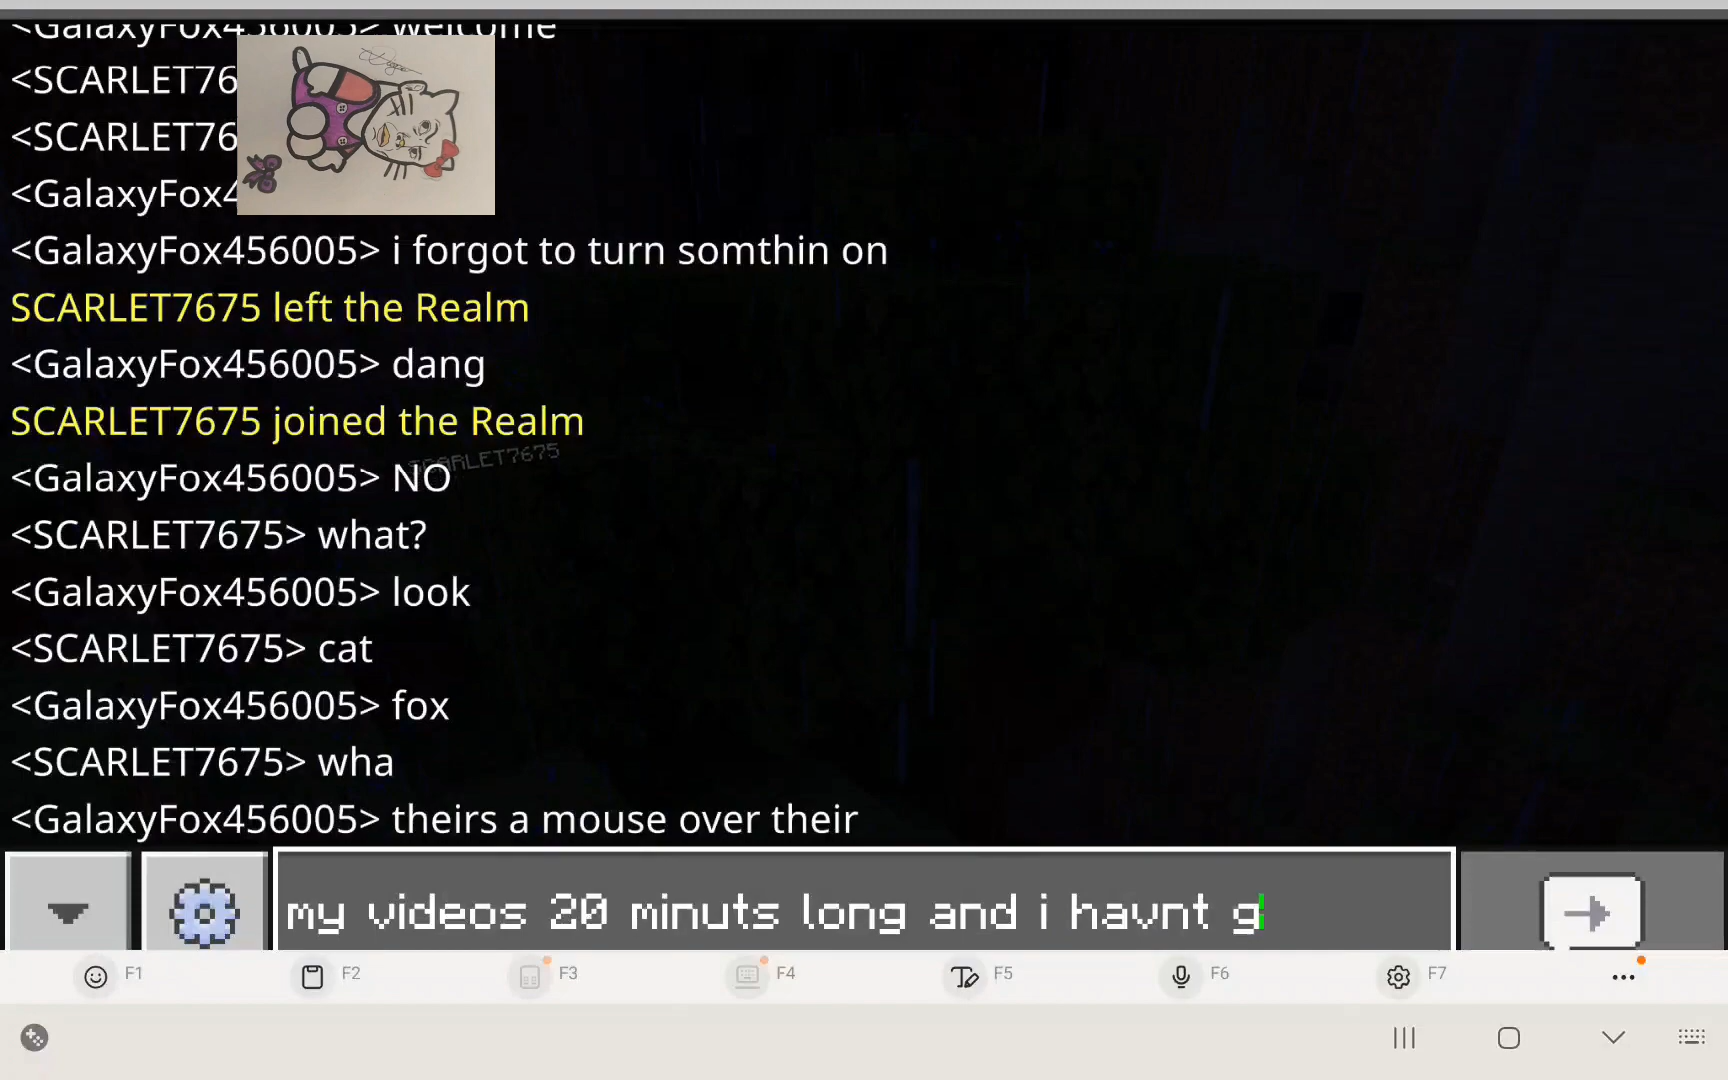 <GalaxyFox456005> welcome
<SCARLET76
<SCARLET76
<GalaxyFox4
<GalaxyFox456005> i forgot to turn somthin on
SCARLET7675 left the Realm
<GalaxyFox456005> dang
SCARLET7675 joined the Realm
SCARLET7675
<GalaxyFox456005> NO
<SCARLET7675> what?
<GalaxyFox456005> look
<SCARLET7675> cat
<GalaxyFox456005> fox
<SCARLET7675> wha
<GalaxyFox456005> theirs a mouse over their
my videos 20 minuts long and i havnt g
F1 F2 F3 F4 F5 F6 F7